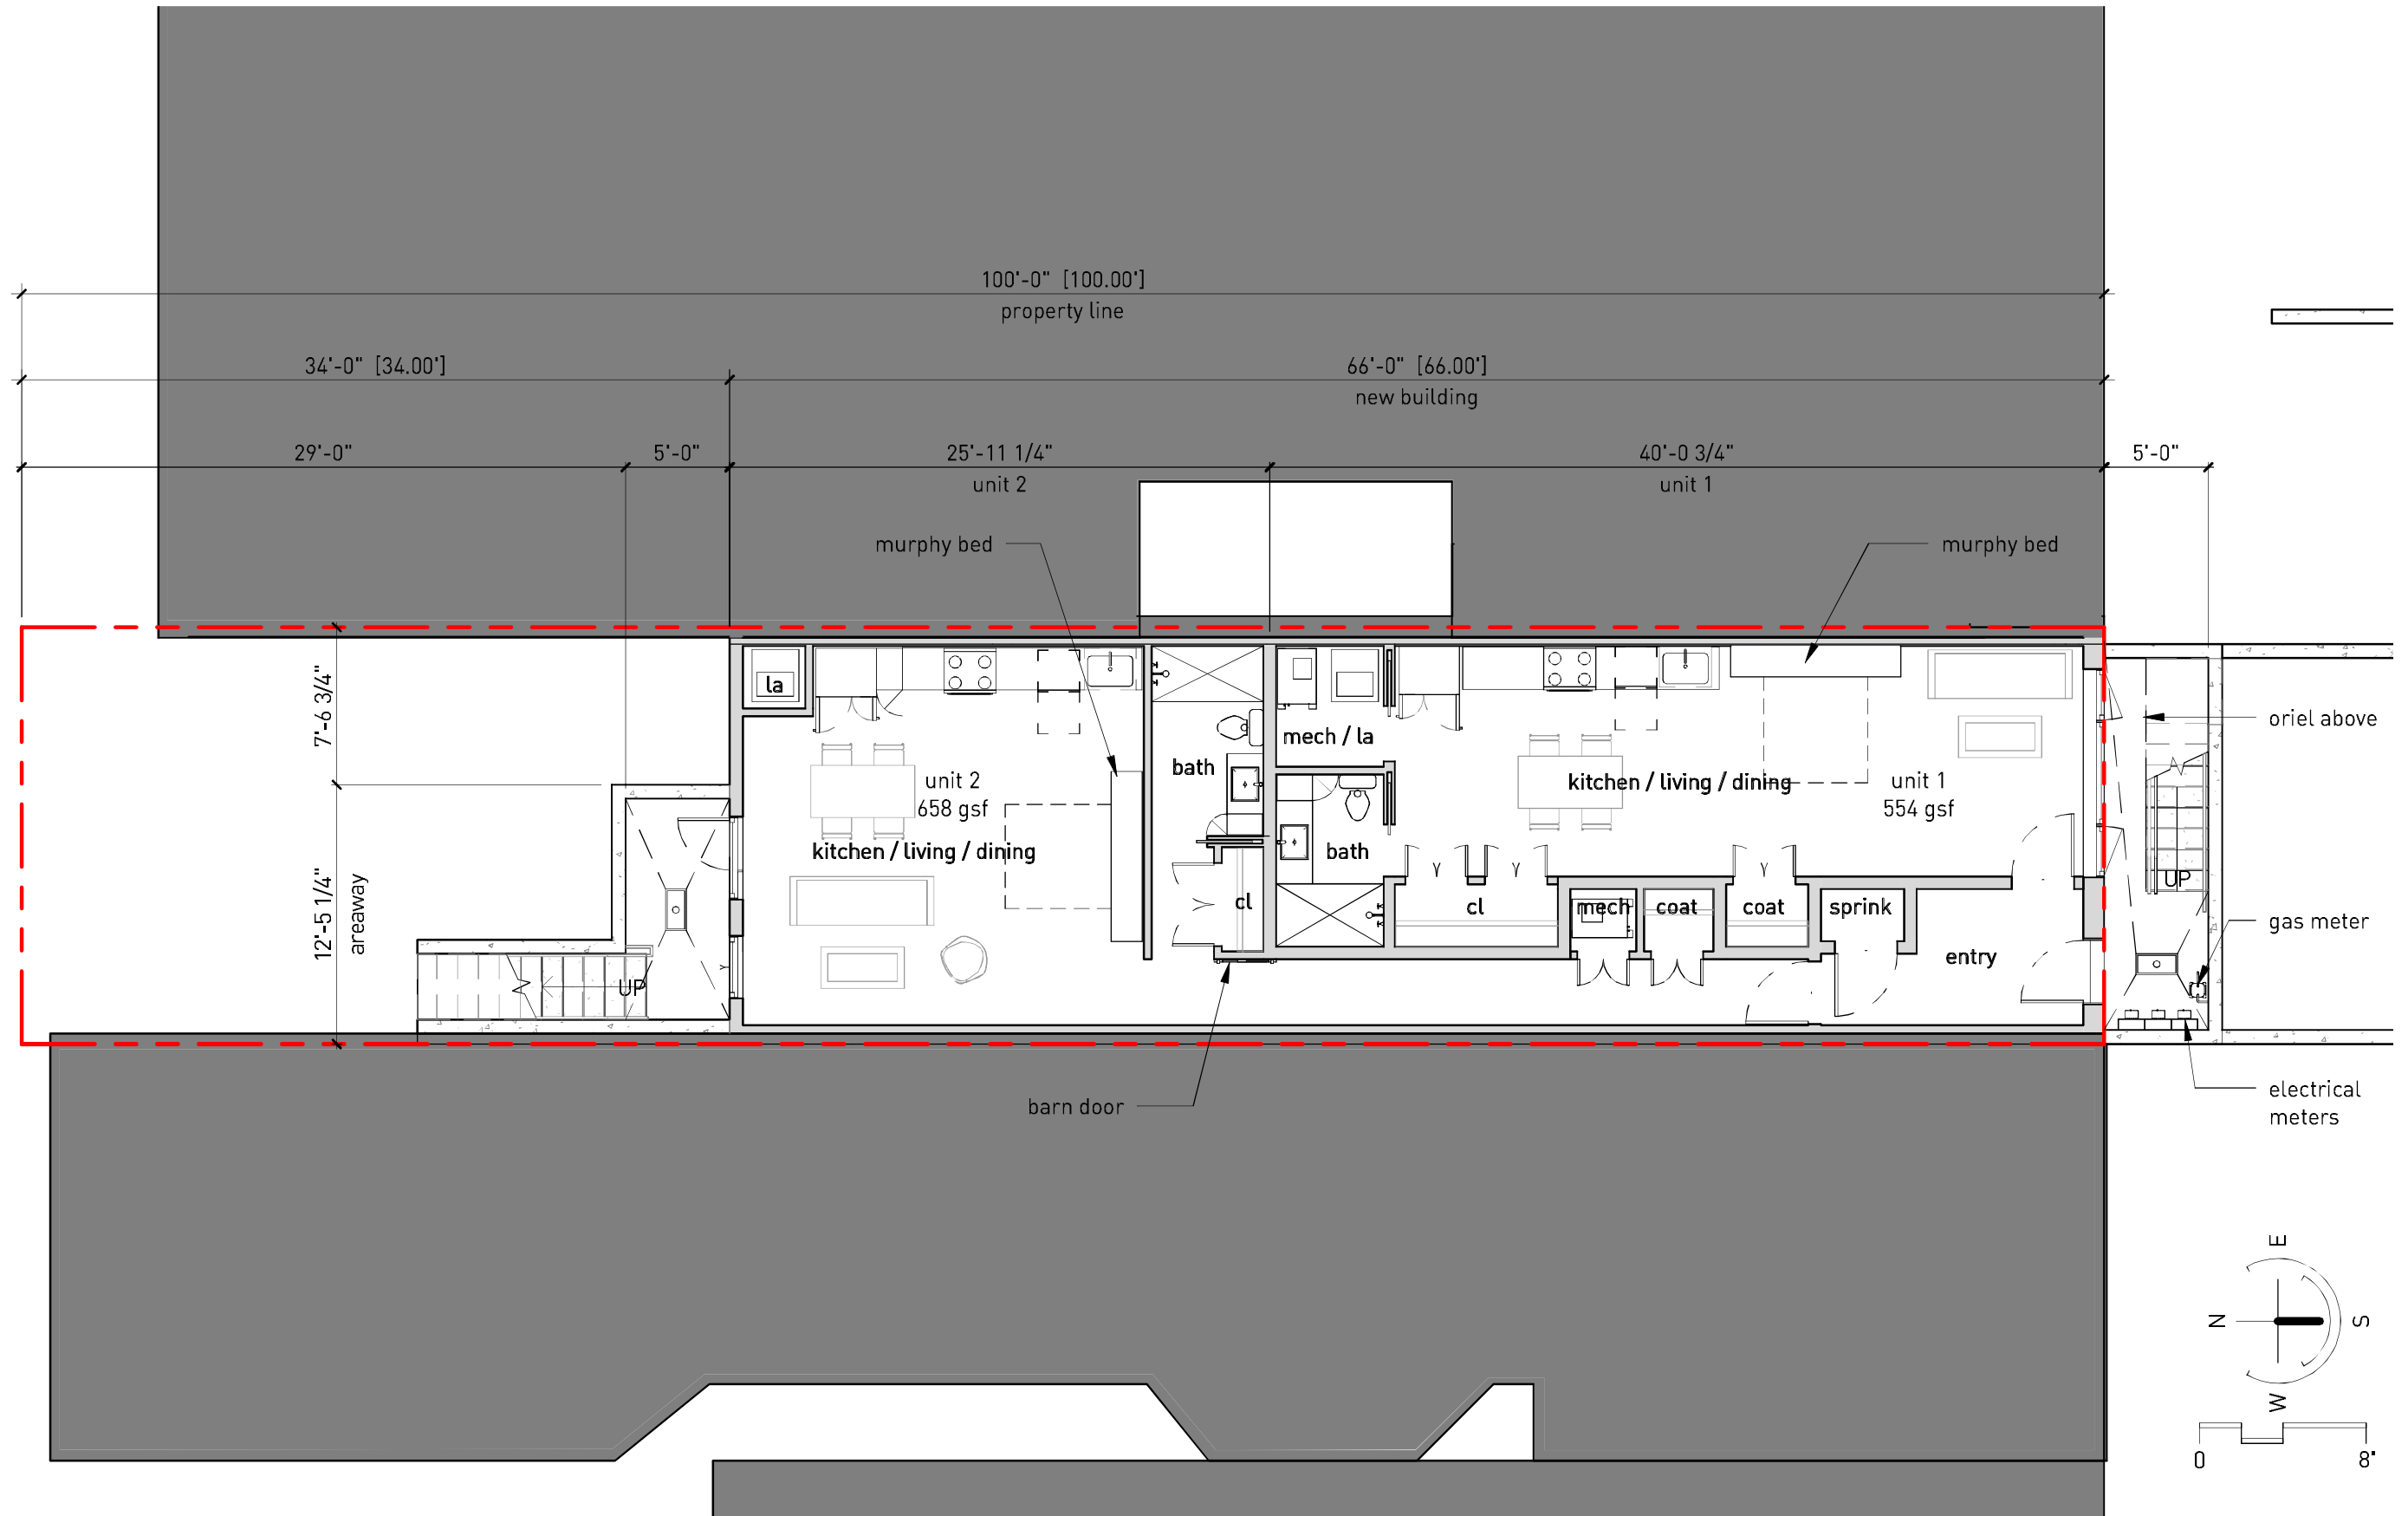 100'-0" [100.00']
property line
34'-0" [34.00']
66'-0" [66.00']
new building
29'-0"
5'-0"
25'-11 1/4"
unit 2
40'-0 3/4"
unit 1
5'-0"
murphy bed
murphy bed
7'-6 3/4"
12'-5 1/4"
areaway
la
unit 2
658 gsf
kitchen / living / dining
bath
cl
mech / la
bath
kitchen / living / dining
unit 1
554 gsf
cl
mech
coat
coat
sprink
entry
UP
UP
oriel above
gas meter
electrical
meters
barn door
E
N
S
W
0
8'